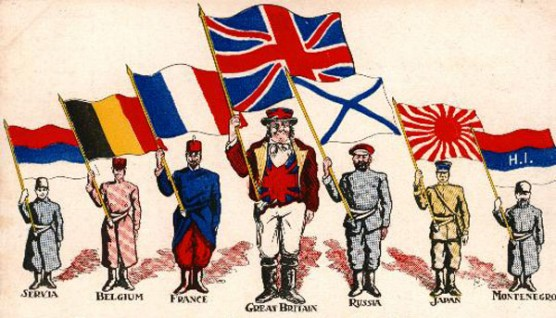 H.I.
SERVIA
BELGIUM
FRANCE
GREAT BRITAIN
RUSSIA
JAPAN
MONTENEGRO